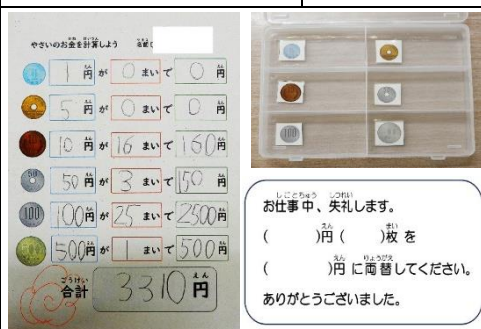 やさいのお金を計算しよう 名前(
1円が 0まいで 0円
5円が 0まいで 0円
10円が 16まいで 160円
50円が 3まいで 150円
100円が 25まいで 2500円
500円が 1まいで 500円
合計 3310円
お仕事中、失礼します。
(　　)円(　　)枚を
(　　)円に両替してください。
ありがとうございました。